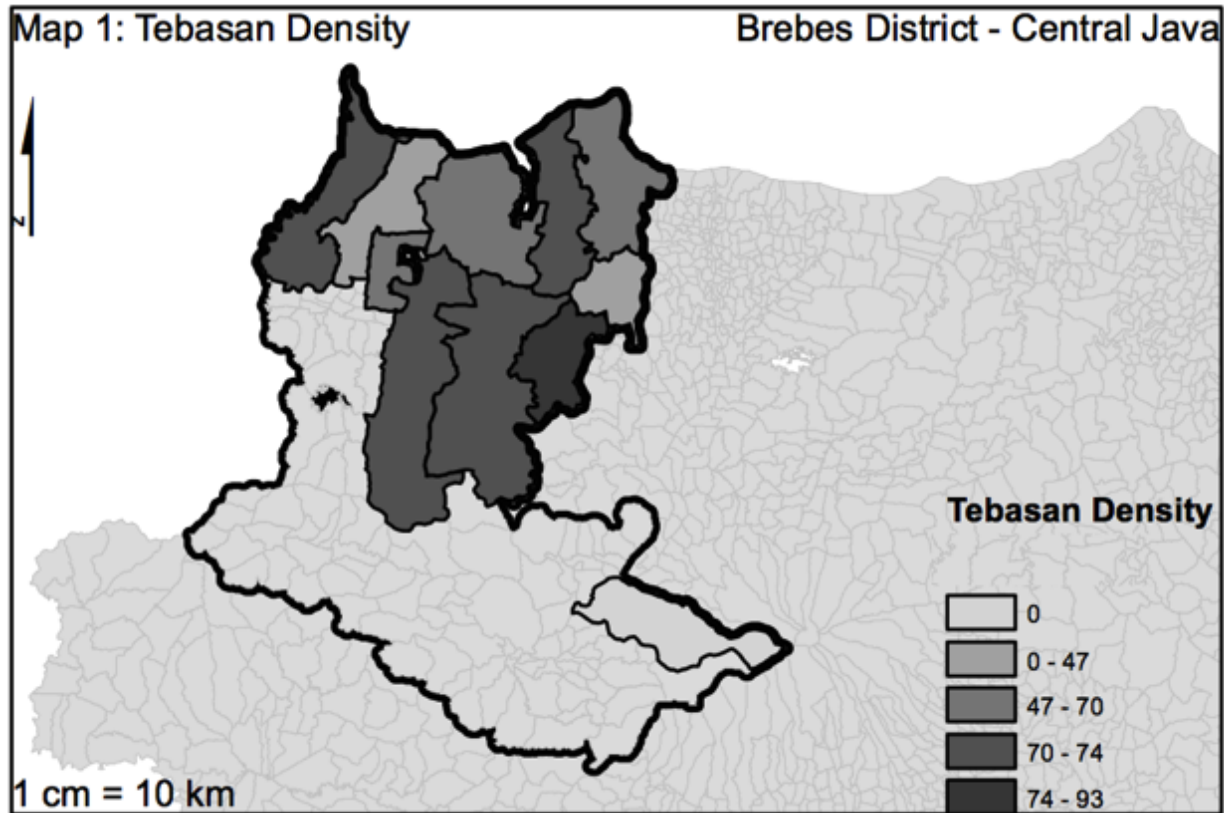 Map 1: Tebasan Density
Brebes District - Central Java
N
Tebasan Density
0
0 - 47
47 - 70
70 - 74
74 - 93
1 cm = 10 km